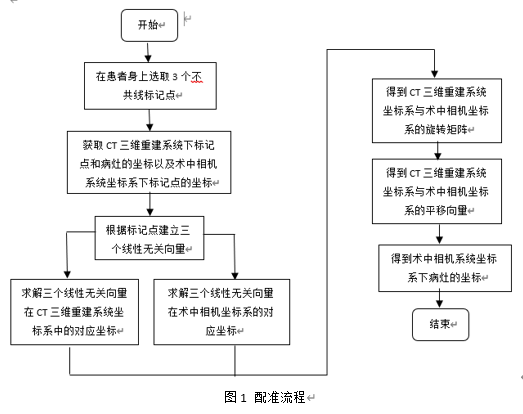 开始
在患者身上选取3个不
共线标记点
获取CT三维重建系统下标记
点和病灶的坐标以及术中相机
系统坐标系下标记点的坐标
根据标记点建立三
个线性无关向量
求解三个线性无关向量
在CT三维重建系统坐
标系中的对应坐标
求解三个线性无关向量
在术中相机坐标系的对
应坐标
得到CT三维重建系统
坐标系与术中相机坐标
系的旋转矩阵
得到CT三维重建系统
坐标系与术中相机坐标
系的平移向量
得到术中相机系统坐标
系下病灶的坐标
结束
图1 配准流程